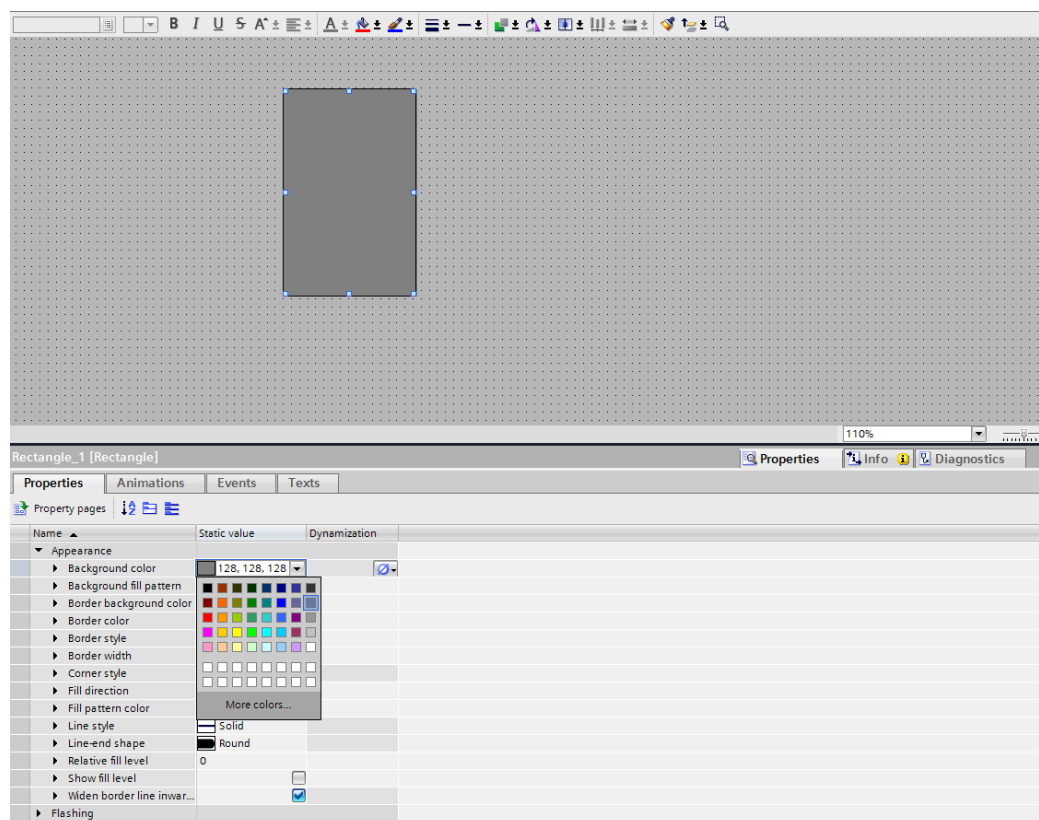 B I U S A
A
110%
Rectangle_1 [Rectangle]
Properties Info Diagnostics
Properties Animations Events Texts
Property pages
Name Static value Dynamization
Appearance
Background color 128, 128, 128
Background fill pattern
Border background color
Border color
Border style
Border width
Corner style
Fill direction
Fill pattern color
More colors...
Line style Solid
Line-end shape Round
Relative fill level 0
Show fill level
Widen border line inwar...
Flashing